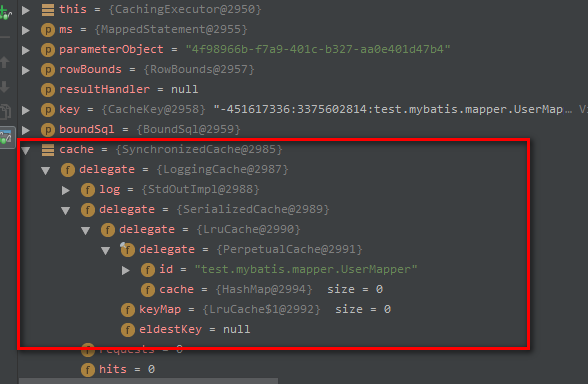 this = {CachingExecutor@2950}
ms = {MappedStatement@2955}
parameterObject = "4f98966b-f7a9-401c-b327-aa0e401d47b4"
rowBounds = {RowBounds@2957}
resultHandler = null
key = {CacheKey@2958} "-451617336:3375602814:test.mybatis.mapper.UserMap...
boundSql = {BoundSql@2959}
cache = {SynchronizedCache@2985}
delegate = {LoggingCache@2987}
log = {StdOutImpl@2988}
delegate = {SerializedCache@2989}
delegate = {LruCache@2990}
delegate = {PerpetualCache@2991}
id = "test.mybatis.mapper.UserMapper"
cache = {HashMap@2994} size = 0
keyMap = {LruCache$1@2992} size = 0
eldestKey = null
requests = 0
hits = 0